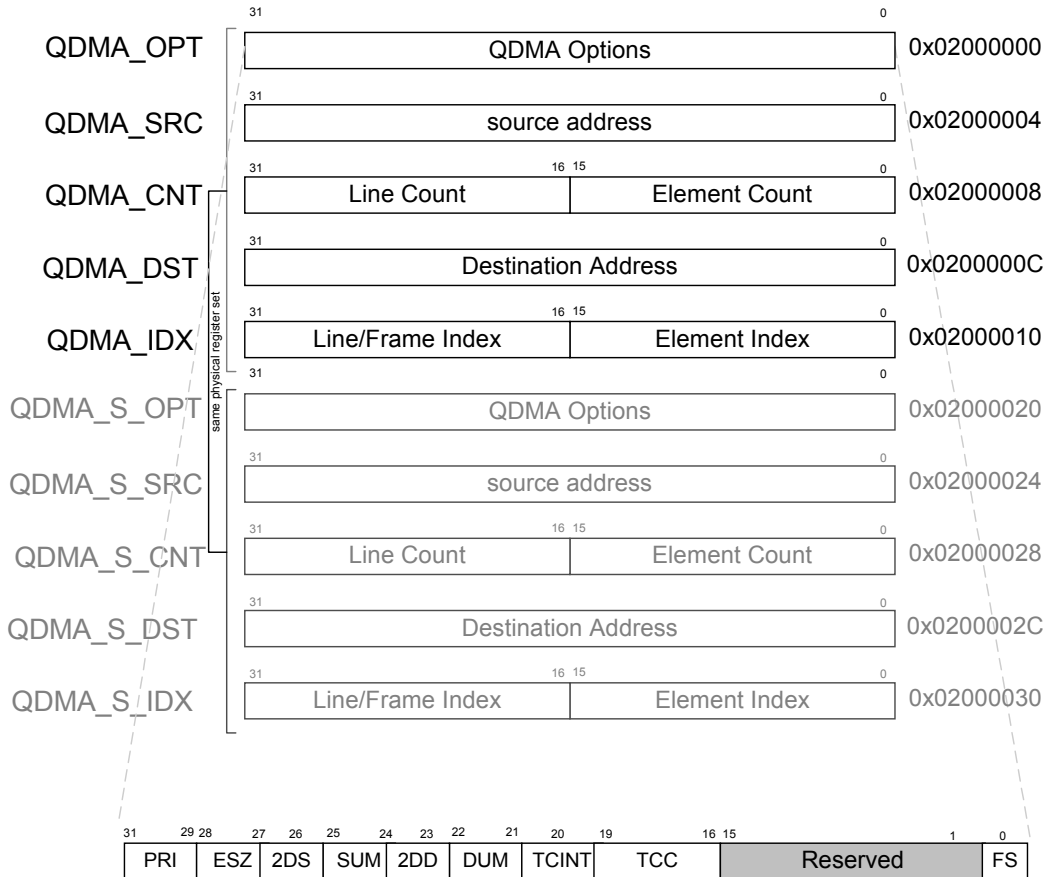 31 0
QDMA_OPT QDMA Options 0x02000000
31 0
QDMA_SRC source address 0x02000004
31 16 15 0
QDMA_CNT Line Count Element Count 0x02000008
31 0
QDMA_DST Destination Address 0x0200000C
31 16 15 0
QDMA_IDX Line/Frame Index Element Index 0x02000010
same physical register set
31 0
QDMA_S_OPT QDMA Options 0x02000020
31 0
QDMA_S_SRC source address 0x02000024
31 16 15 0
QDMA_S_CNT Line Count Element Count 0x02000028
31 0
QDMA_S_DST Destination Address 0x0200002C
31 16 15 0
QDMA_S_IDX Line/Frame Index Element Index 0x02000030
31 29 28 27 26 25 24 23 22 21 20 19 16 15 1 0
PRI ESZ 2DS SUM 2DD DUM TCINT TCC Reserved FS